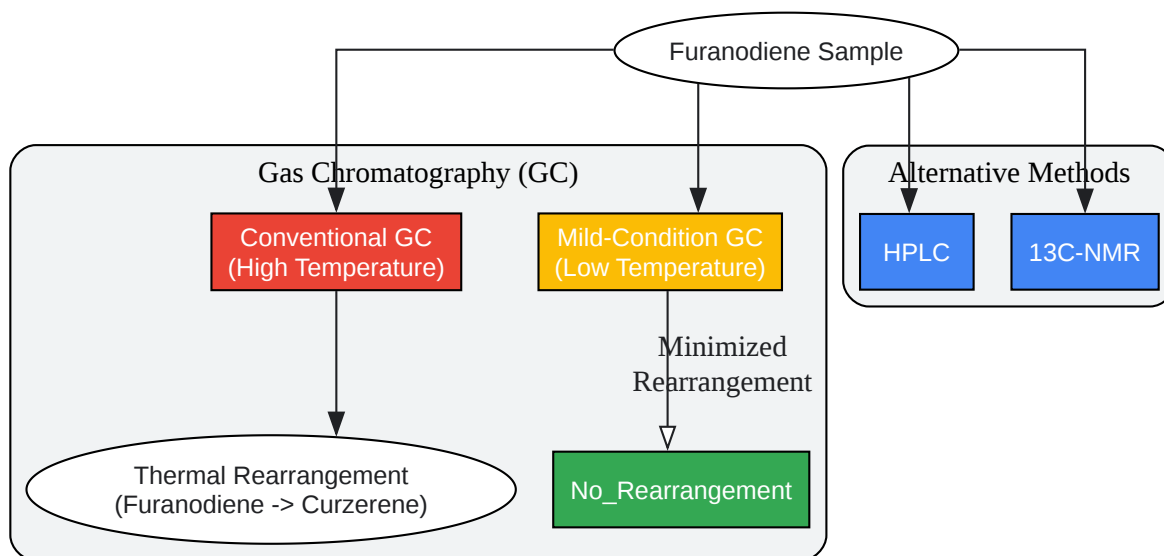 Furanodiene Sample
Gas Chromatography (GC)
Alternative Methods
Conventional GC
(High Temperature)
Mild-Condition GC
(Low Temperature)
HPLC
13C-NMR
Minimized
Rearrangement
Thermal Rearrangement
(Furanodiene -> Curzerene)
No_Rearrangement